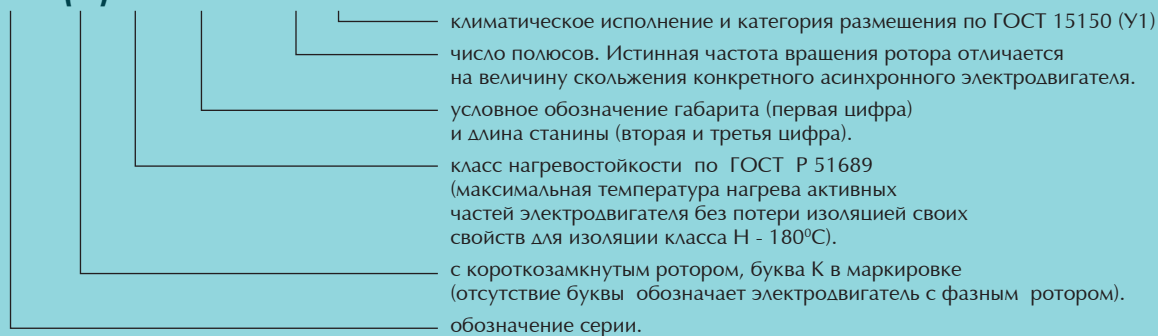 климатическое исполнение и категория размещения по ГОСТ 15150 (У1)
число полюсов. Истинная частота вращения ротора отличается
на величину скольжения конкретного асинхронного электродвигателя.
условное обозначение габарита (первая цифра)
и длина станины (вторая и третья цифра).
класс нагревостойкости по ГОСТ Р 51689
(максимальная температура нагрева активных
частей электродвигателя без потери изоляцией своих
свойств для изоляции класса Н - 180⁰С).
с короткозамкнутым ротором, буква К в маркировке
(отсутствие буквы обозначает электродвигатель с фазным ротором).
обозначение серии.